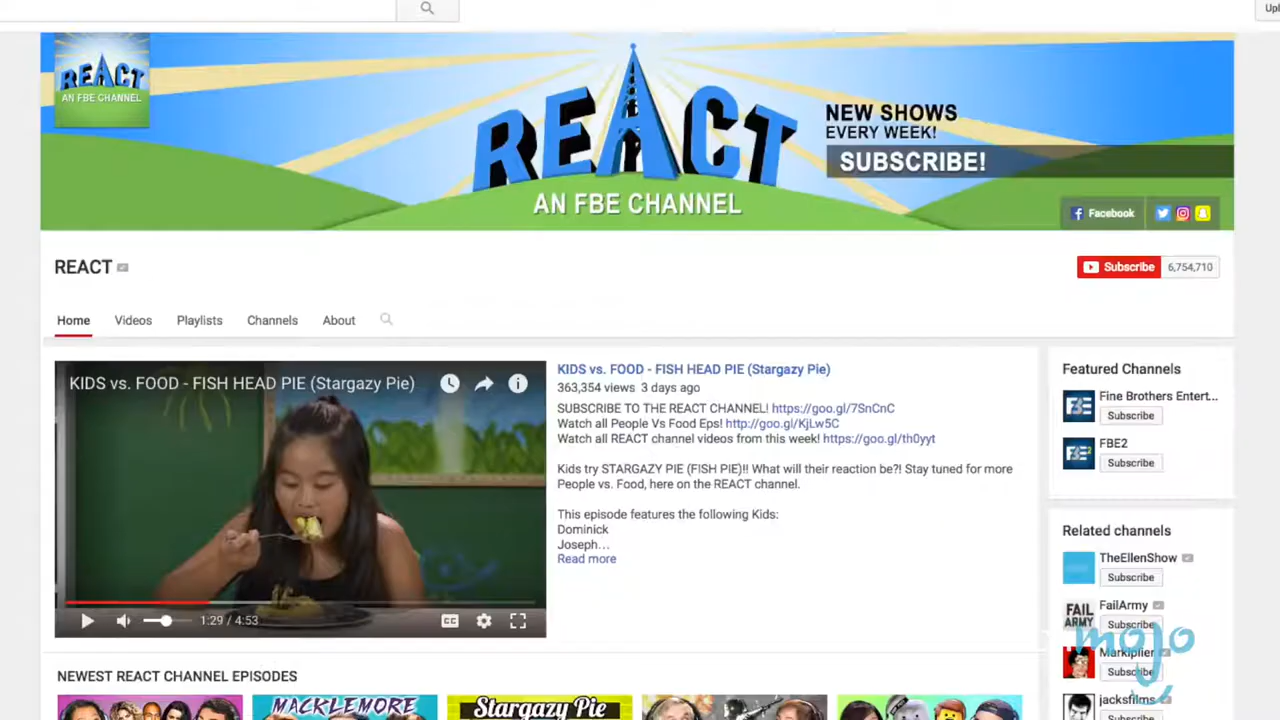 Upl
REACT
AN FBE CHANNEL
REACT
AN FBE CHANNEL
NEW SHOWS
EVERY WEEK!
SUBSCRIBE!
Facebook
REACT
Subscribe 6,754,710
Home Videos Playlists Channels About
KIDS vs. FOOD - FISH HEAD PIE (Stargazy Pie)
1:29 / 4:53
CC
KIDS vs. FOOD - FISH HEAD PIE (Stargazy Pie)
363,354 views 3 days ago
SUBSCRIBE TO THE REACT CHANNEL! https://goo.gl/7SnCnC
Watch all People Vs Food Eps! http://goo.gl/KjLw5C
Watch all REACT channel videos from this week! https://goo.gl/th0yyt
Kids try STARGAZY PIE (FISH PIE)!! What will their reaction be?! Stay tuned for more
People vs. Food, here on the REACT channel.
This episode features the following Kids:
Dominick
Joseph...
Read more
Featured Channels
FBE
Fine Brothers Entert...
Subscribe
FBE2
FBE2
Subscribe
Related channels
TheEllenShow
Subscribe
FAIL
ARMY
FailArmy
Subscribe
Markiplier
Subscribe
jacksfilms
Subscribe
mojo
NEWEST REACT CHANNEL EPISODES
MACKLEMORE
Stargazy Pie